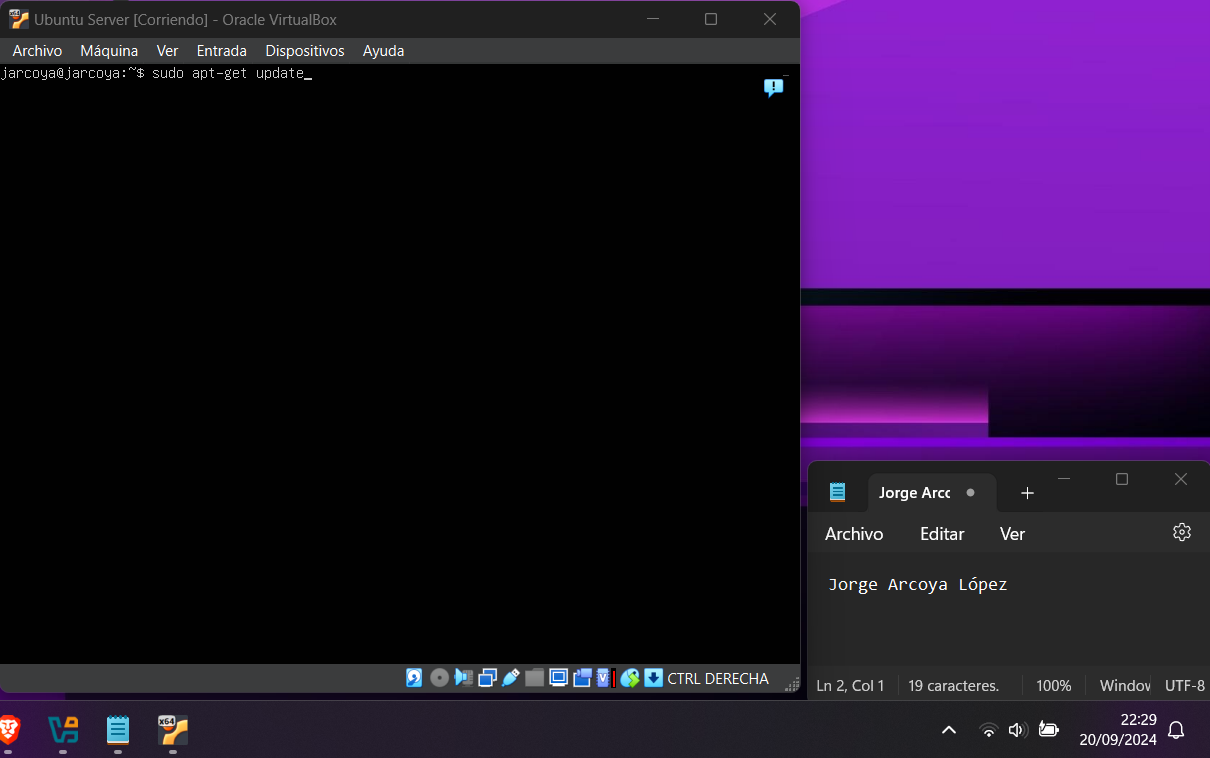 Ubuntu Server [Corriendo] - Oracle VirtualBox
Archivo Máquina Ver Entrada Dispositivos Ayuda
jarcoya@jarcoya:~$ sudo apt-get update_
CTRL DERECHA
Jorge Arcc
Archivo Editar Ver
Jorge Arcoya López
Ln 2, Col 1 19 caracteres. 100% Window UTF-8
x64
22:29
20/09/2024